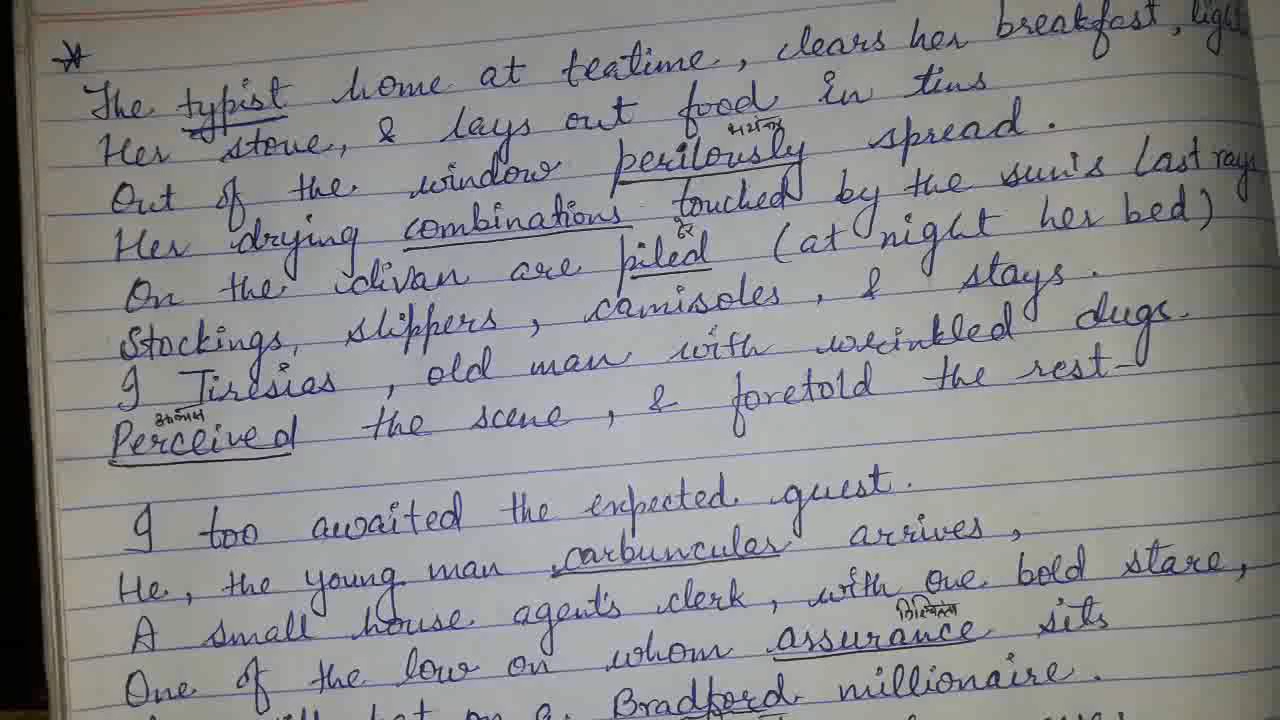 The typist home at teatime, clears her breakfast, light
Her stove, & lays out food in tins
Out of the window perilously spread.
Her drying combinations touched by the sun's last rays
On the divan are piled (at night her bed)
ढेर
Stockings, slippers, camisoles, & stays.
I Tiresias, old man with wrinkled dugs.
Perceived the scene, & foretold the rest-
I too awaited the expected guest.
He, the young man carbuncular arrives,
A small house agent's clerk, with one bold stare,
One of the low on whom assurance sits
on a Bradford millionaire.